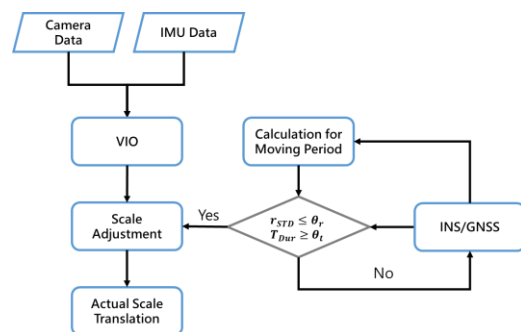 Camera
Data
IMU Data
VIO
Calculation for
Moving Period
Scale
Adjustment
Yes
r_STD ≤ θ_r
T_Dur ≥ θ_t
INS/GNSS
No
Actual Scale
Translation